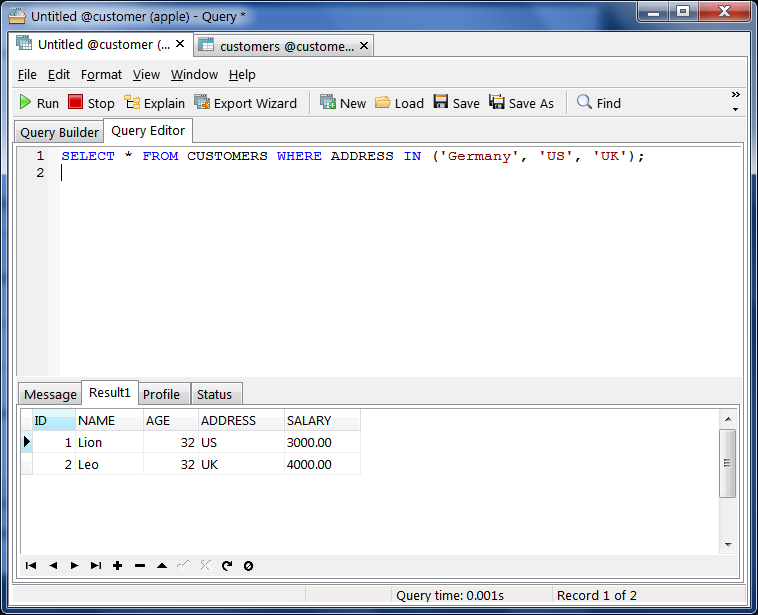 Untitled @customer (apple) - Query *
Untitled @customer (... customers @custome...
File Edit Format View Window Help
Run Stop Explain Export Wizard New Load Save Save As Find
Query Builder Query Editor
1 SELECT * FROM CUSTOMERS WHERE ADDRESS IN ('Germany', 'US', 'UK');
2
Message Result1 Profile Status
ID NAME AGE ADDRESS SALARY
1 Lion 32 US 3000.00
2 Leo 32 UK 4000.00
Query time: 0.001s Record 1 of 2